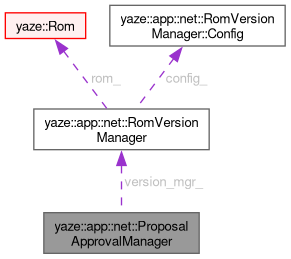 yaze::Rom
yaze::app::net::RomVersion
Manager::Config
rom_
config_
yaze::app::net::RomVersion
Manager
version_mgr_
yaze::app::net::Proposal
ApprovalManager